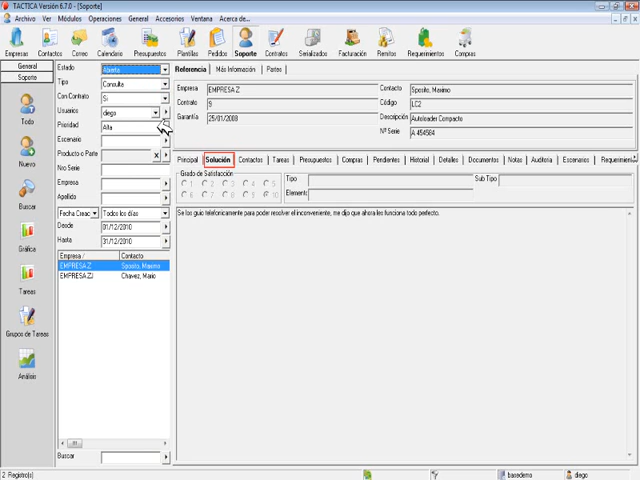 TACTICA Versión 6.7.0 - [Soporte]
Archivo Ver Módulos Operaciones General Accesorios Ventana Acerca de...
Empresas Contactos Correo Calendario Presupuestos Plantillas Pedidos Soporte Contratos Serializados Facturación Remitos Requerimientos Compras
General
Soporte
Todo
Nuevo
Buscar
Gráfica
Tareas
Grupos de Tareas
Análisis
Estado Abierta
Tipo Consulta
Con Contrato Si
Usuarios diego
Prioridad Alta
Escenario
Producto o Parte X
Nro Serie
Empresa
Apellido
Fecha Creac Todos los días
Desde 01/12/2010
Hasta 31/12/2010
Empresa / Contacto
EMPRESA Z Sposito, Maximo
EMPRESA ZJ Chavez, Mario
Buscar
Referencia Más Información Partes
Empresa EMPRESA Z Contacto Sposito, Maximo
Contrato 9 Código LC2
Garantía 25/01/2008 Descripción Autoloader Compacto
Nº Serie A 454584
Principal Solución Contactos Tareas Presupuestos Compras Pendientes Historial Detalles Documentos Notas Auditoria Escenarios Requerimient
Grado de Satisfacción
1 2 3 4 5
6 7 8 9 10
Tipo Sub Tipo
Elemento
Se los guio telefonicamente para poder resolver el inconveniente, me dijo que ahora les funciona todo perfecto.
2 Registro(s) basedemo diego